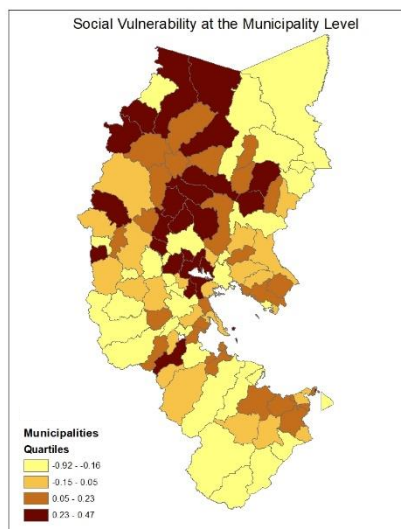 Social Vulnerability at the Municipality Level
Municipalities
Quartiles
-0.92 - -0.16
-0.15 - 0.05
0.05 - 0.23
0.23 - 0.47